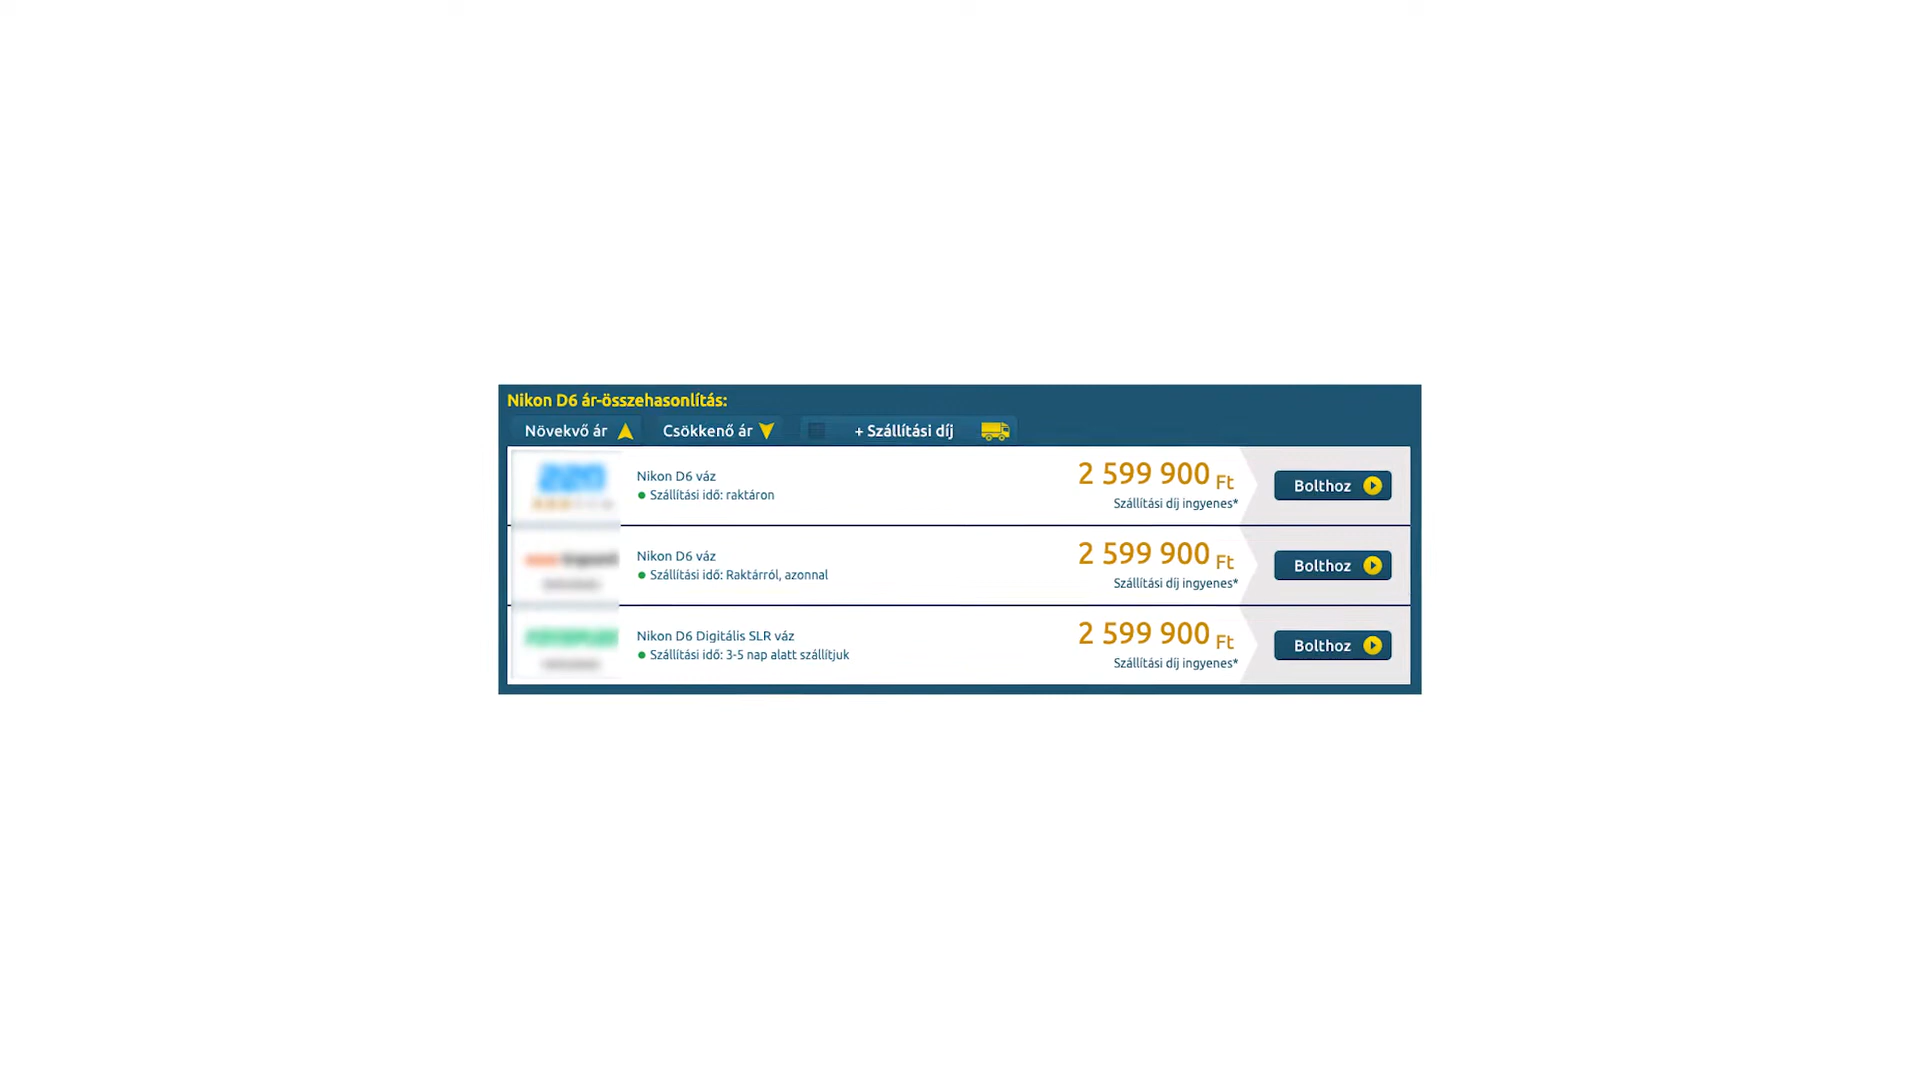 Nikon D6 ár-összehasonlítás:
Növekvő ár Csökkenő ár + Szállítási díj
Nikon D6 váz
Szállítási idő: raktáron
2 599 900 Ft
Szállítási díj ingyenes*
Bolthoz
Nikon D6 váz
Szállítási idő: Raktárról, azonnal
2 599 900 Ft
Szállítási díj ingyenes*
Bolthoz
Nikon D6 Digitális SLR váz
Szállítási idő: 3-5 nap alatt szállítjuk
2 599 900 Ft
Szállítási díj ingyenes*
Bolthoz